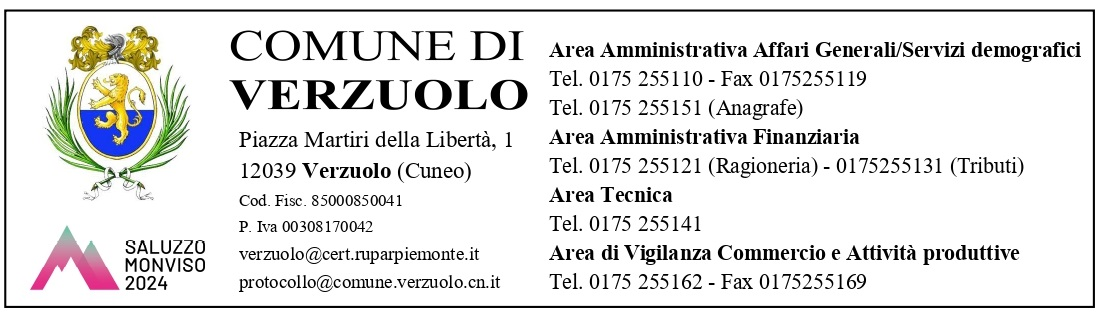 COMUNE DI
VERZUOLO
Piazza Martiri della Libertà, 1
12039 Verzuolo (Cuneo)
Cod. Fisc. 85000850041
P. Iva 00308170042
verzuolo@cert.ruparpiemonte.it
protocollo@comune.verzuolo.cn.it
SALUZZO
MONVISO
2024
Area Amministrativa Affari Generali/Servizi demografici
Tel. 0175 255110 - Fax 0175255119
Tel. 0175 255151 (Anagrafe)
Area Amministrativa Finanziaria
Tel. 0175 255121 (Ragioneria) - 0175255131 (Tributi)
Area Tecnica
Tel. 0175 255141
Area di Vigilanza Commercio e Attività produttive
Tel. 0175 255162 - Fax 0175255169